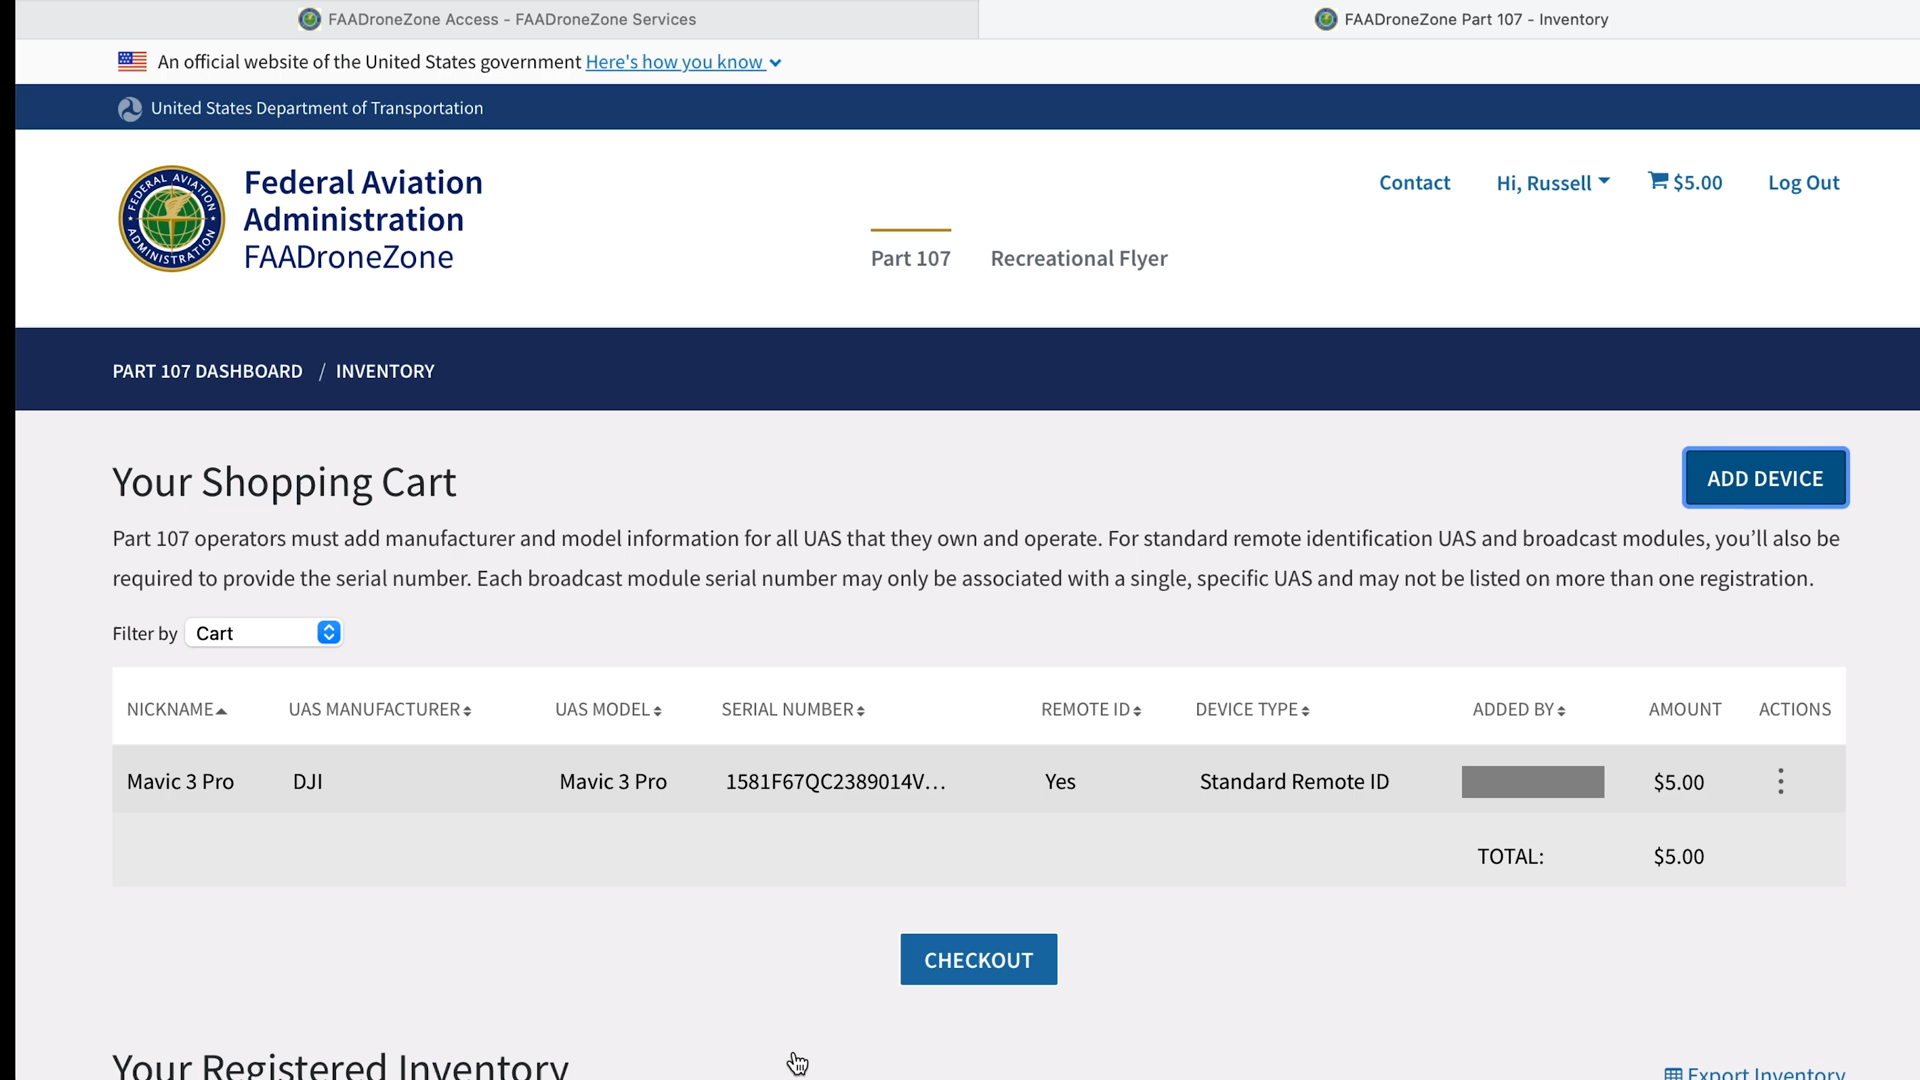 FAADroneZone Access - FAADroneZone Services
FAADroneZone Part 107 - Inventory
An official website of the United States government Here's how you know
United States Department of Transportation
FEDERAL AVIATION ADMINISTRATION
Federal Aviation
Administration
FAADroneZone
Contact
Hi, Russell
$5.00
Log Out
Part 107
Recreational Flyer
PART 107 DASHBOARD / INVENTORY
Your Shopping Cart
ADD DEVICE
Part 107 operators must add manufacturer and model information for all UAS that they own and operate. For standard remote identification UAS and broadcast modules, you’ll also be
required to provide the serial number. Each broadcast module serial number may only be associated with a single, specific UAS and may not be listed on more than one registration.
Filter by Cart
NICKNAME UAS MANUFACTURER UAS MODEL SERIAL NUMBER REMOTE ID DEVICE TYPE ADDED BY AMOUNT ACTIONS
Mavic 3 Pro DJI Mavic 3 Pro 1581F67QC2389014V... Yes Standard Remote ID $5.00
TOTAL: $5.00
CHECKOUT
Your Registered Inventory
Export Inventory